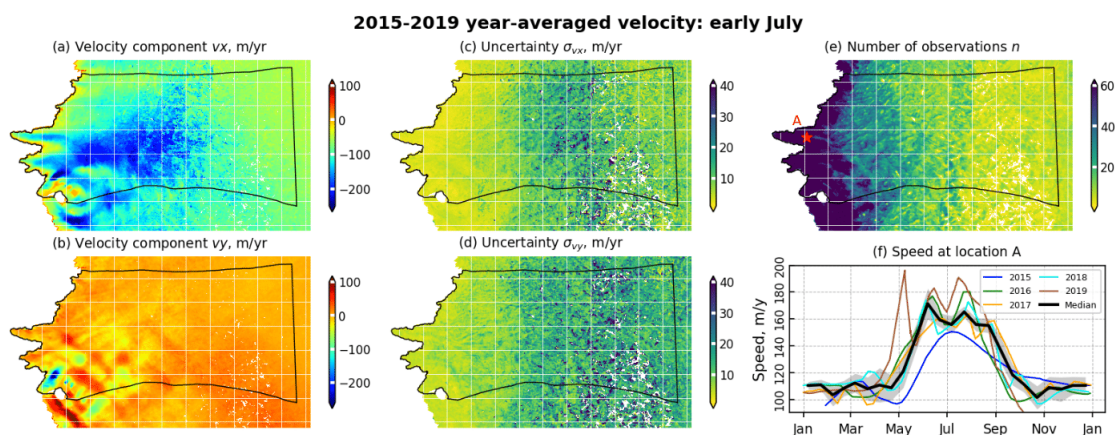 2015-2019 year-averaged velocity: early July
(a) Velocity component vx, m/yr
100
0
−100
−200
(c) Uncertainty σvx, m/yr
40
30
20
10
(e) Number of observations n
60
40
20
A
(b) Velocity component vy, m/yr
100
0
−100
−200
(d) Uncertainty σvy, m/yr
40
30
20
10
(f) Speed at location A
Speed, m/y
200
180
160
140
120
100
2015
2016
2017
2018
2019
Median
Jan Mar May Jul Sep Nov Jan